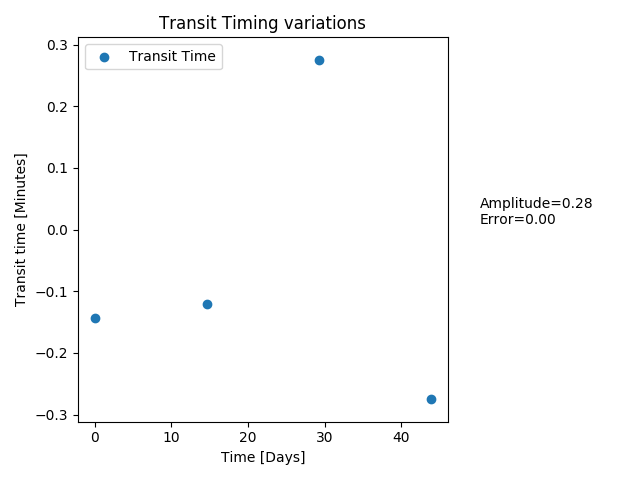 Transit Timing variations
Transit Time
0.3
0.2
0.1
0.0
−0.1
−0.2
−0.3
Transit time [Minutes]
0
10
20
30
40
Time [Days]
Amplitude=0.28
Error=0.00